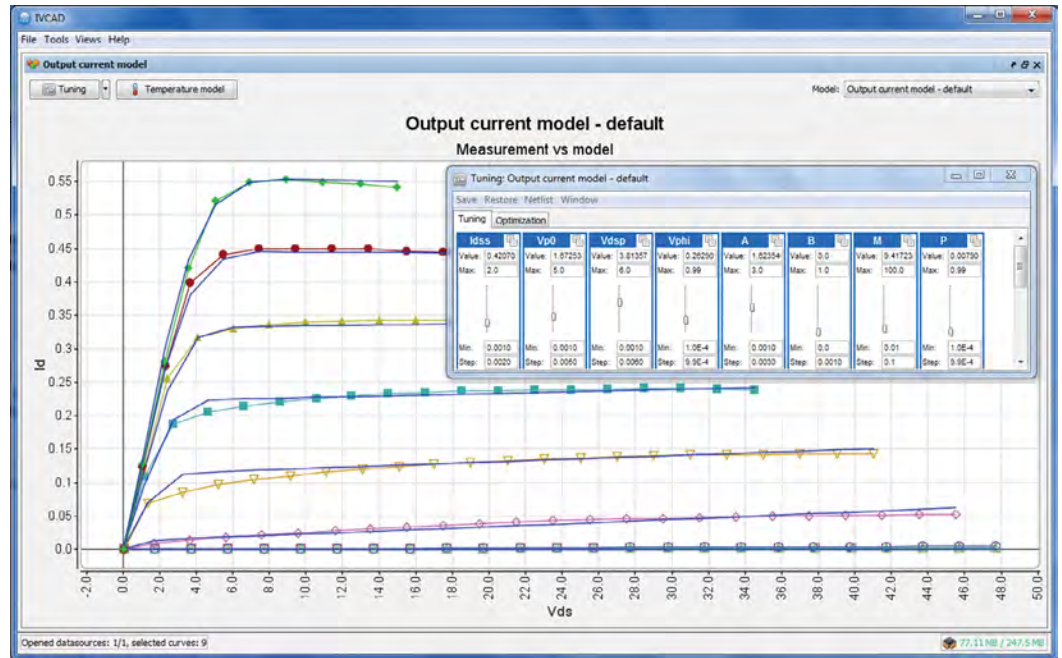 IVCAD
File Tools Views Help
Output current model
Tuning Temperature model Model: Output current model - default
Output current model - default
Measurement vs model
Tuning: Output current model - default
Save Restore Netlist Window
Tuning Optimization
Idss Vp0 Vdsp Vphi A B M P
Value: 0.42070 Value: 1.67253 Value: 3.81357 Value: 0.26290 Value: 1.62354 Value: 0.0 Value: 9.41723 Value: 0.00790
Max: 2.0 Max: 5.0 Max: 6.0 Max: 0.99 Max: 3.0 Max: 1.0 Max: 100.0 Max: 0.99
Min: 0.0010 Min: 0.0010 Min: 0.0010 Min: 1.0E-4 Min: 0.0010 Min: 0.0 Min: 0.01 Min: 1.0E-4
Step: 0.0020 Step: 0.0050 Step: 0.0060 Step: 9.9E-4 Step: 0.0030 Step: 0.0010 Step: 0.1 Step: 9.9E-4
Id
0.55
0.5
0.45
0.4
0.35
0.3
0.25
0.2
0.15
0.1
0.05
0.0
-2.0 0.0 2.0 4.0 6.0 8.0 10.0 12.0 14.0 16.0 18.0 20.0 22.0 24.0 26.0 28.0 30.0 32.0 34.0 36.0 38.0 40.0 42.0 44.0 46.0 48.0 50.0
Vds
Opened datasources: 1/1, selected curves: 9 77.11 MB / 247.5 MB